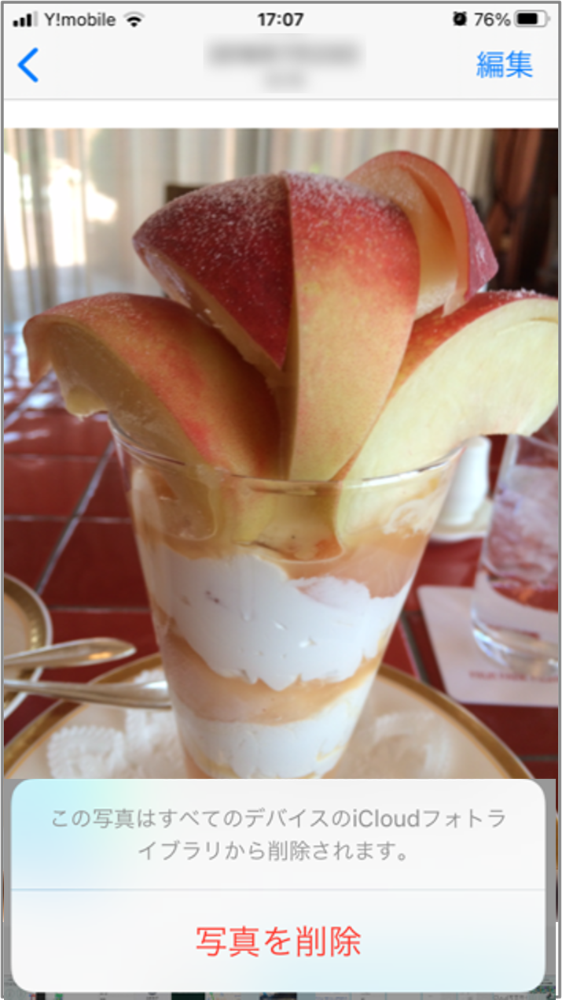 Y!mobile 17:07 76%
編集
この写真はすべてのデバイスのiCloudフォトラ
イブラリから削除されます。
写真を削除